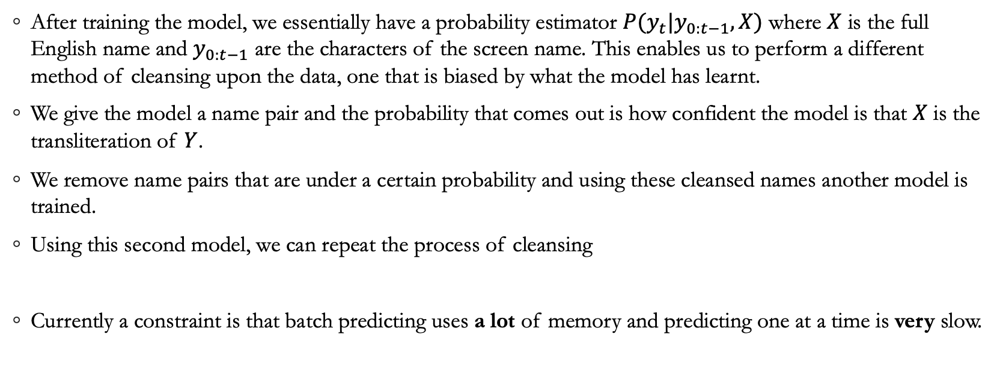 ◦ After training the model, we essentially have a probability estimator P(y_t|y_{0:t−1}, X) where X is the full
English name and y_{0:t−1} are the characters of the screen name. This enables us to perform a different
method of cleansing upon the data, one that is biased by what the model has learnt.
◦ We give the model a name pair and the probability that comes out is how confident the model is that X is the
transliteration of Y.
◦ We remove name pairs that are under a certain probability and using these cleansed names another model is
trained.
◦ Using this second model, we can repeat the process of cleansing
◦ Currently a constraint is that batch predicting uses a lot of memory and predicting one at a time is very slow.